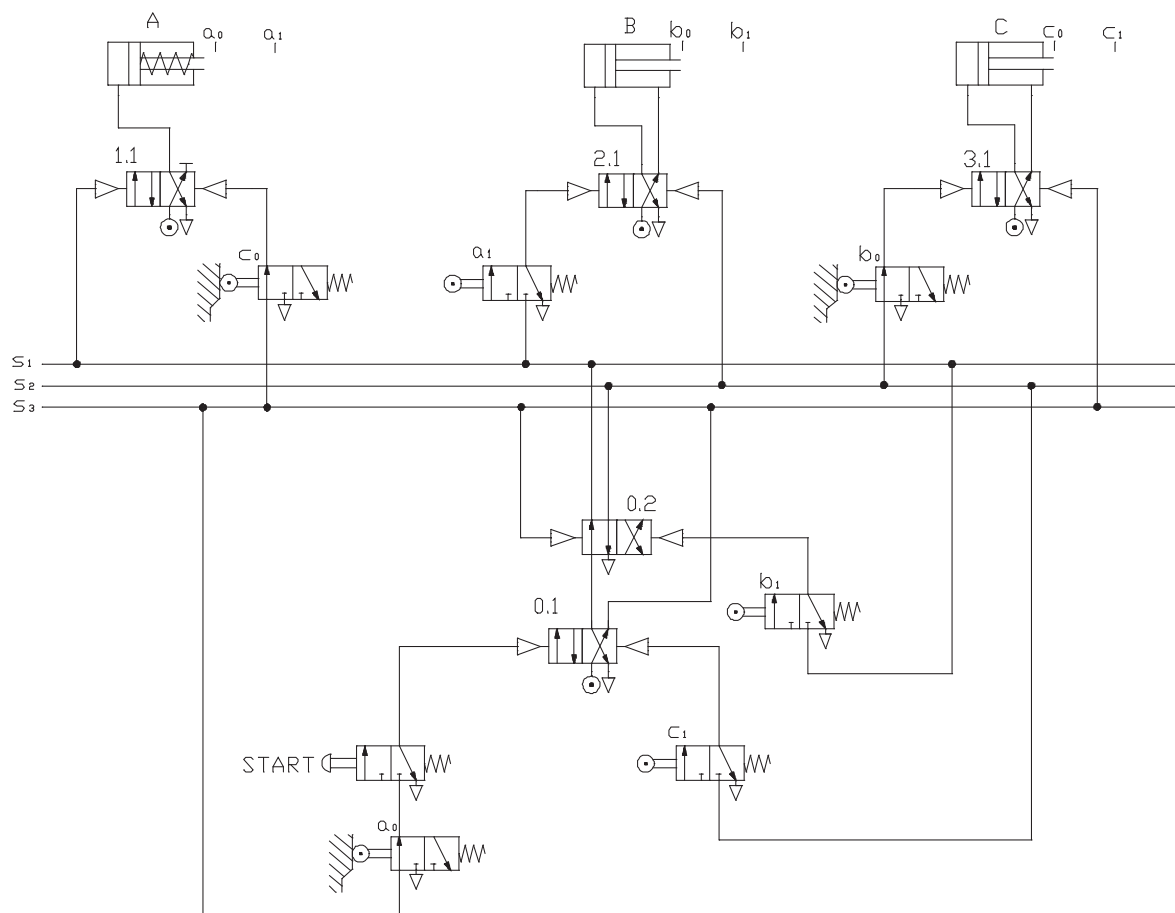 A a₀ a₁ B b₀ b₁ C c₀ c₁
1.1 2.1 3.1
c₀ a₁ b₀
S₁
S₂
S₃
0.2
b₁
0.1
c₁
START
a₀